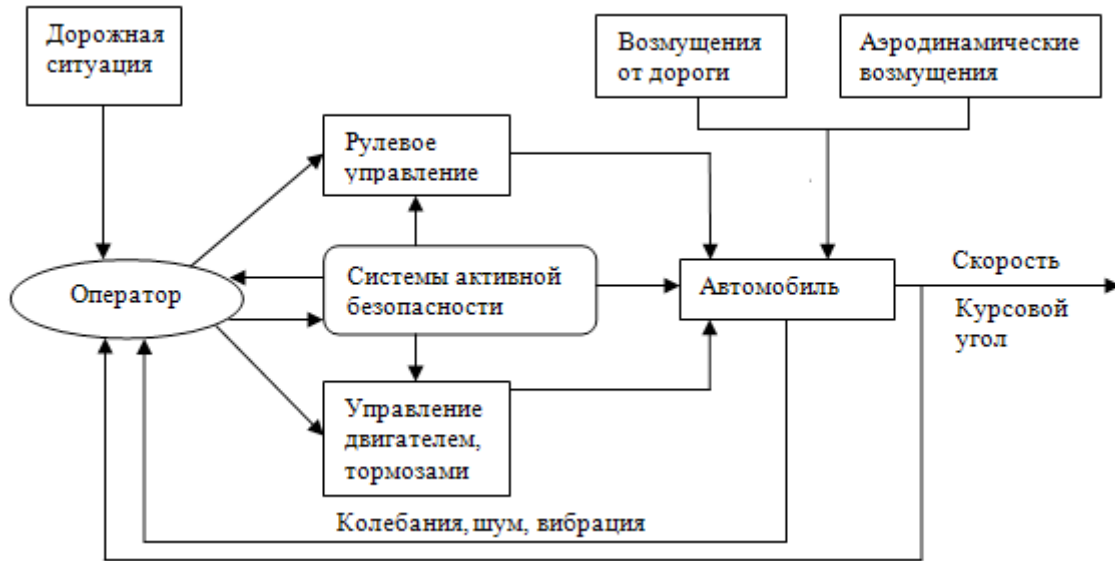 Дорожная
ситуация
Возмущения
от дороги
Аэродинамические
возмущения
Рулевое
управление
Оператор
Системы активной
безопасности
Автомобиль
Скорость
Курсовой
угол
Управление
двигателем,
тормозами
Колебания, шум, вибрация